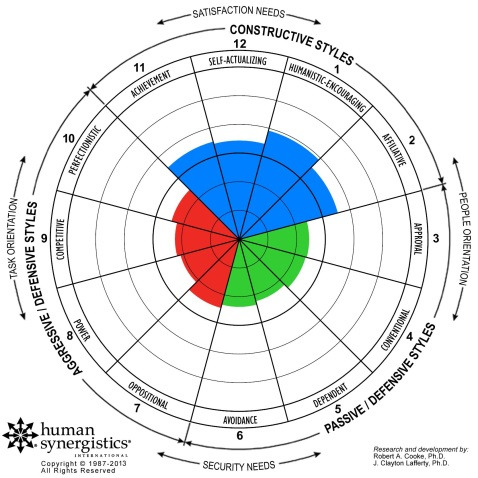 SATISFACTION NEEDS
CONSTRUCTIVE STYLES
12
SELF-ACTUALIZING
11
ACHIEVEMENT
1
HUMANISTIC-ENCOURAGING
10
PERFECTIONISTIC
2
AFFILIATIVE
TASK ORIENTATION
AGGRESSIVE / DEFENSIVE STYLES
9
COMPETITIVE
APPROVAL
3
PEOPLE ORIENTATION
8
POWER
CONVENTIONAL
4
PASSIVE / DEFENSIVE STYLES
OPPOSITIONAL
7
AVOIDANCE
6
DEPENDENT
5
SECURITY NEEDS
human
synergistics®
INTERNATIONAL
Copyright © 1987-2013
All Rights Reserved
Research and development by:
Robert A. Cooke, Ph.D.
J. Clayton Lafferty, Ph.D.